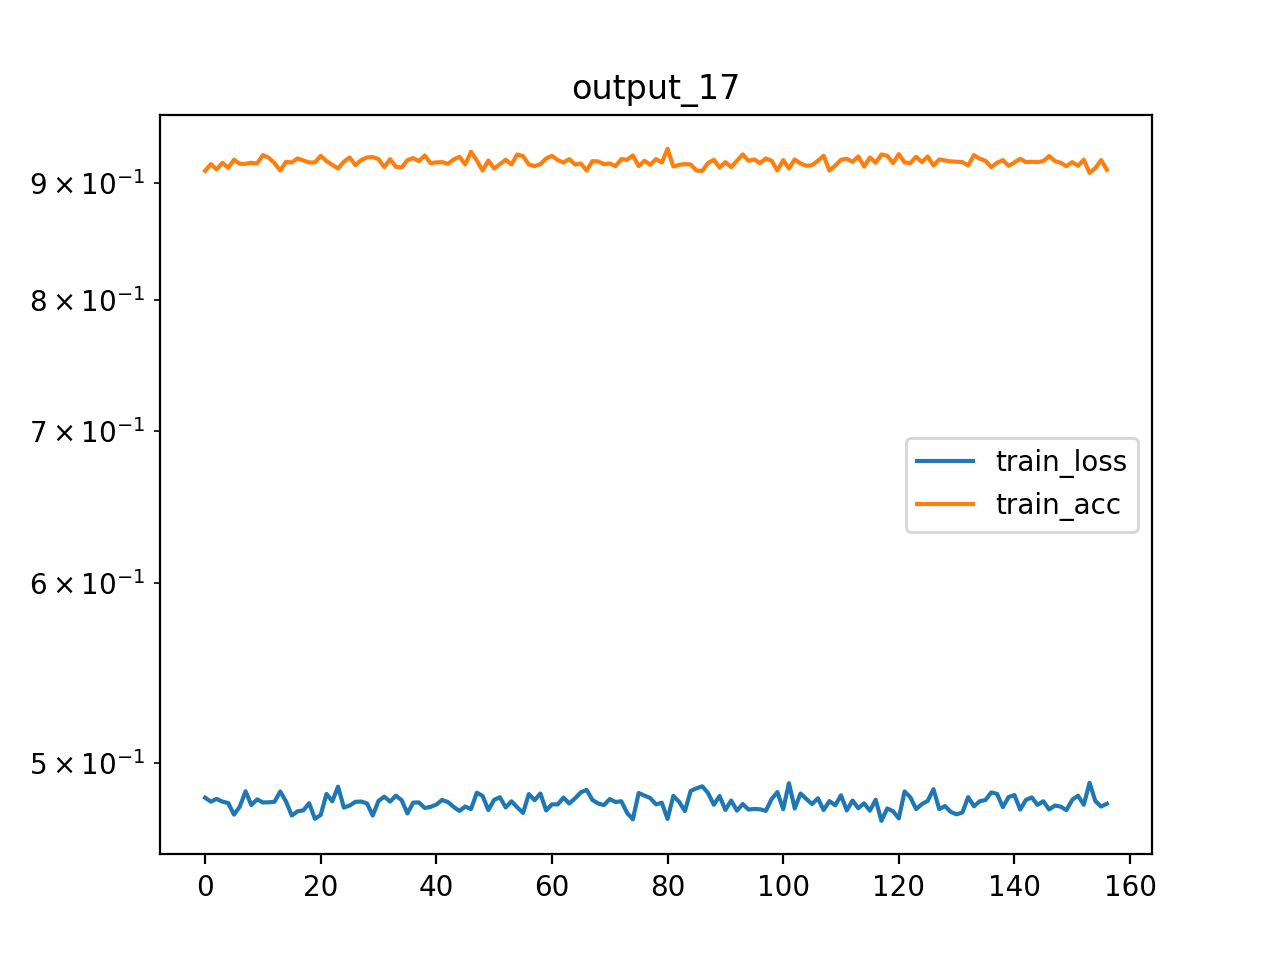 output_17
9 × 10⁻¹
8 × 10⁻¹
7 × 10⁻¹
6 × 10⁻¹
5 × 10⁻¹
train_loss
train_acc
0 20 40 60 80 100 120 140 160